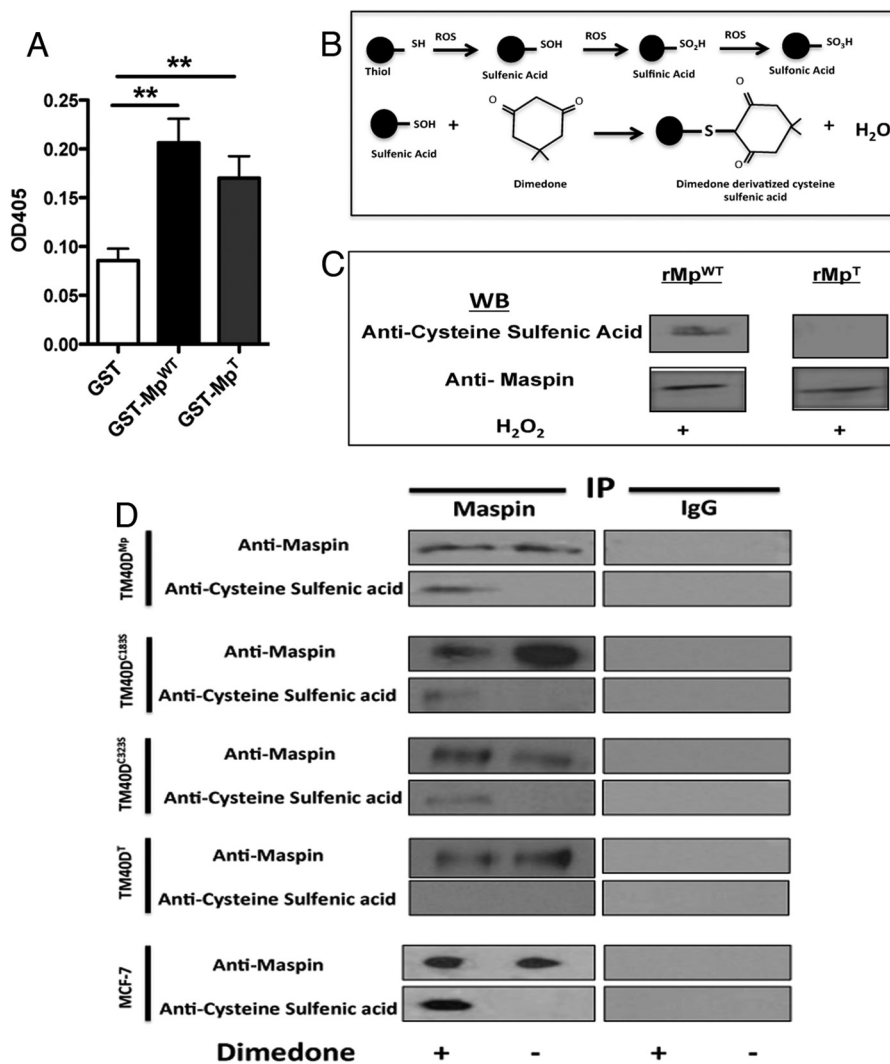 A
**
**
0.25
0.20
0.15
0.10
0.05
0.00
OD405
GST
GST-Mp^WT
GST-Mp^T
B
SH ROS SOH ROS SO₂H ROS SO₃H
Thiol Sulfenic Acid Sulfinic Acid Sulfonic Acid
SOH + O O S O O + H₂O
Sulfenic Acid
Dimedone
Dimedone derivatized cysteine
sulfenic acid
C
rMp^WT rMp^T
WB
Anti-Cysteine Sulfenic Acid
Anti- Maspin
H₂O₂ + +
D
IP
Maspin IgG
TM40D^Mp
Anti-Maspin
Anti-Cysteine Sulfenic acid
TM40D^C183S
Anti-Maspin
Anti-Cysteine Sulfenic acid
TM40D^C323S
Anti-Maspin
Anti-Cysteine Sulfenic acid
TM40D^T
Anti-Maspin
Anti-Cysteine Sulfenic acid
MCF-7
Anti-Maspin
Anti-Cysteine Sulfenic acid
Dimedone + - + -